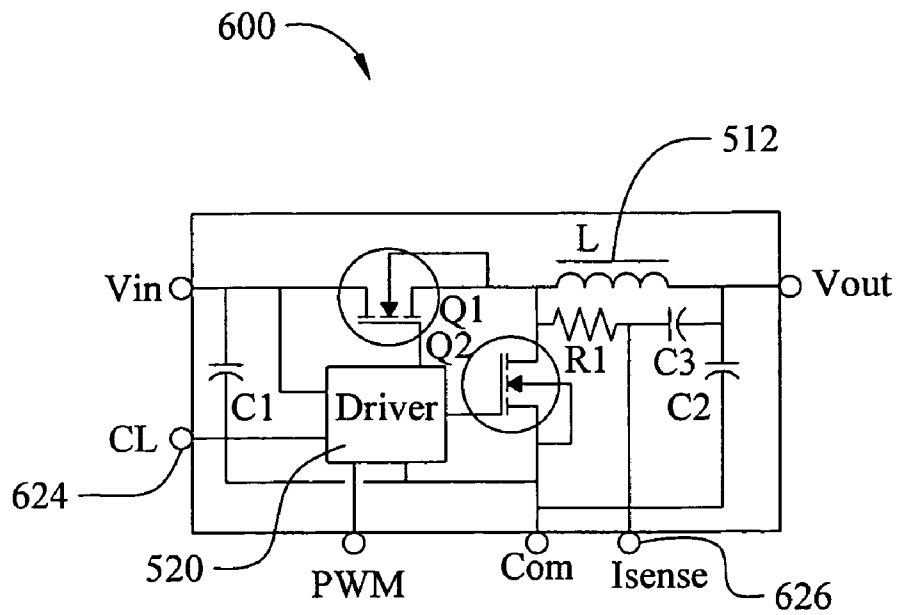 600
512
L
Vin
Vout
Q1
Q2
R1
C3
C1
Driver
C2
CL
624
520
PWM
Com
Isense
626